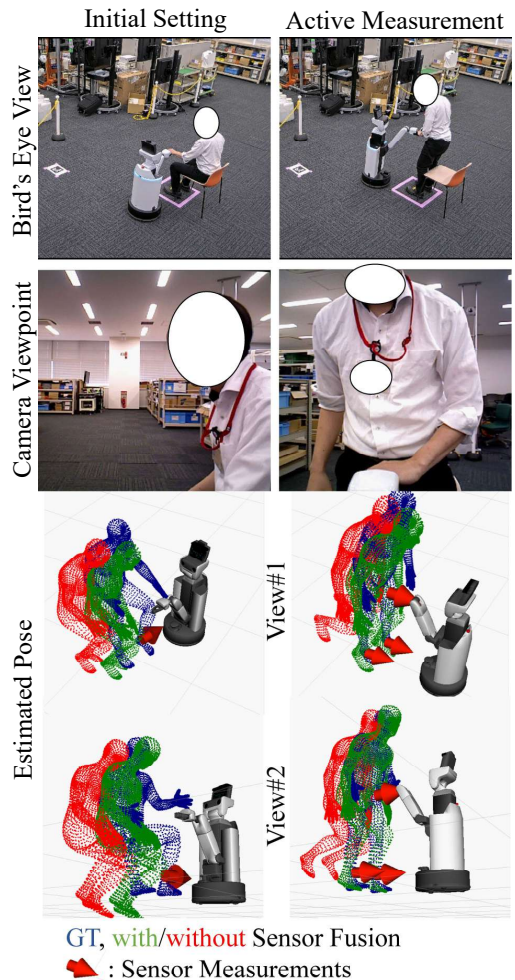 Initial Setting
Active Measurement
Bird's Eye View
Camera Viewpoint
Estimated Pose
View#1
View#2
GT, with/without Sensor Fusion
: Sensor Measurements